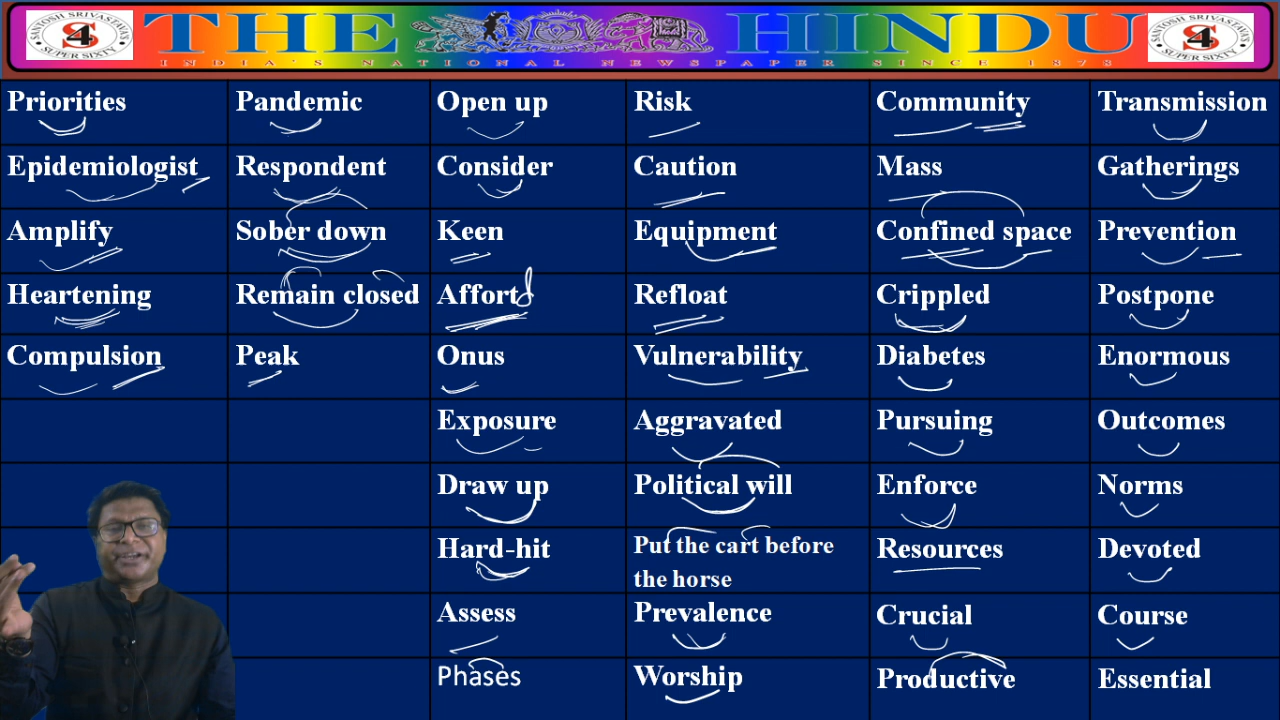 SANTOSH SRIVASTAVA'S
S4
SUPER SIXTY
THE HINDU
INDIA'S NATIONAL NEWSPAPER SINCE 1878
SANTOSH SRIVASTAVA'S
S4
SUPER SIXTY
Priorities Pandemic Open up Risk Community Transmission
Epidemiologist Respondent Consider Caution Mass Gatherings
Amplify Sober down Keen Equipment Confined space Prevention
Heartening Remain closed Affortd Refloat Crippled Postpone
Compulsion Peak Onus Vulnerability Diabetes Enormous
Exposure Aggravated Pursuing Outcomes
Draw up Political will Enforce Norms
Hard-hit Put the cart before the horse Resources Devoted
Assess Prevalence Crucial Course
Phases Worship Productive Essential